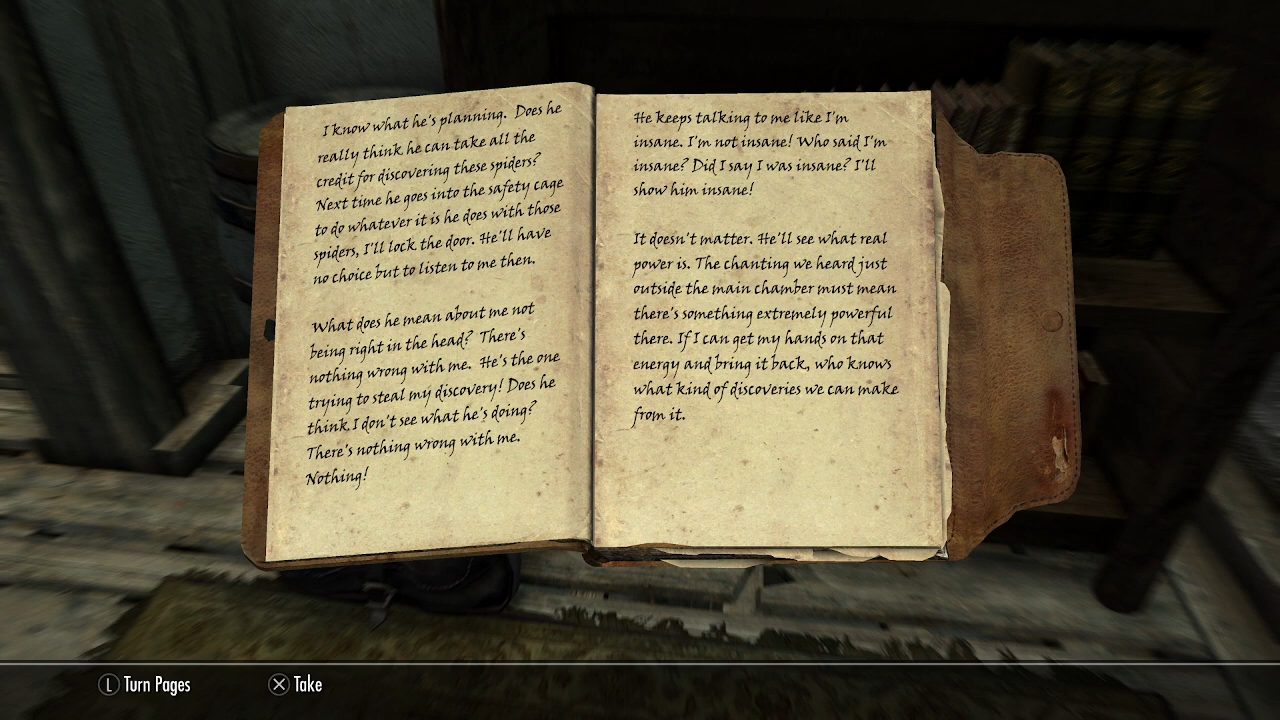 I know what he's planning. Does he
really think he can take all the
credit for discovering these spiders?
Next time he goes into the safety cage
to do whatever it is he does with those
spiders, I'll lock the door. He'll have
no choice but to listen to me then.
What does he mean about me not
being right in the head? There's
nothing wrong with me. He's the one
trying to steal my discovery! Does he
think I don't see what he's doing?
There's nothing wrong with me.
Nothing!
He keeps talking to me like I'm
insane. I'm not insane! Who said I'm
insane? Did I say I was insane? I'll
show him insane!
It doesn't matter. He'll see what real
power is. The chanting we heard just
outside the main chamber must mean
there's something extremely powerful
there. If I can get my hands on that
energy and bring it back, who knows
what kind of discoveries we can make
from it.
L Turn Pages X Take